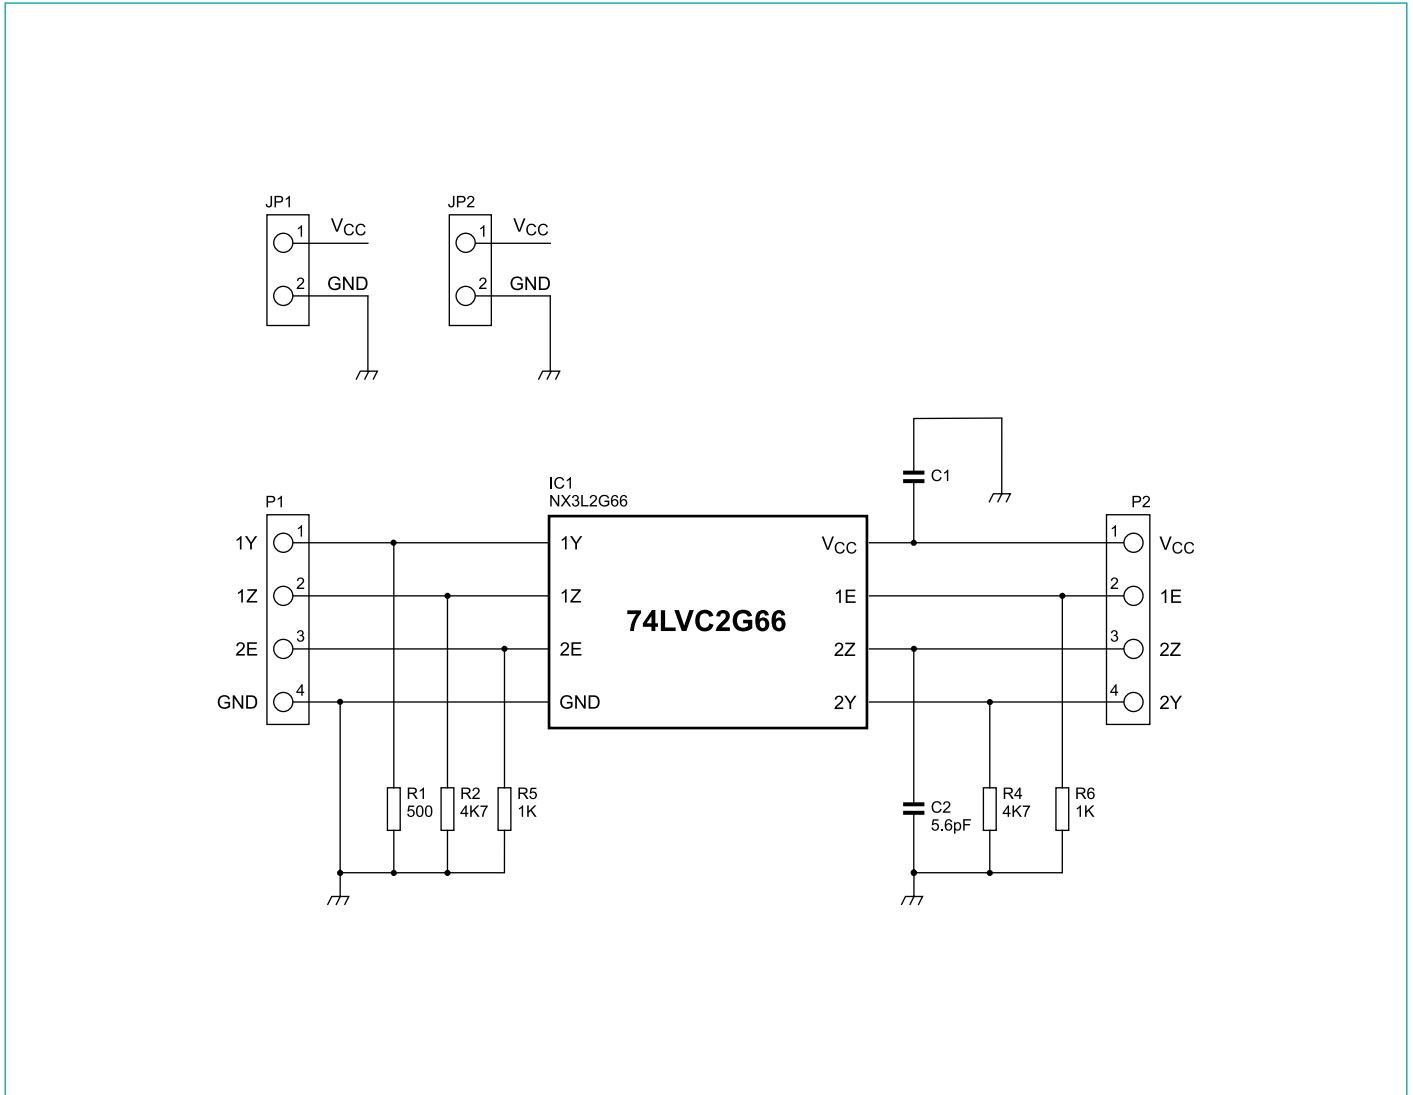 JP1
1
VCC
2
GND
JP2
1
VCC
2
GND
C1
IC1
NX3L2G66
P1
1Y
1
1Z
2
2E
3
GND
4
1Y
1Z
2E
GND
74LVC2G66
VCC
1E
2Z
2Y
P2
1
VCC
2
1E
3
2Z
4
2Y
R1
500
R2
4K7
R5
1K
C2
5.6pF
R4
4K7
R6
1K